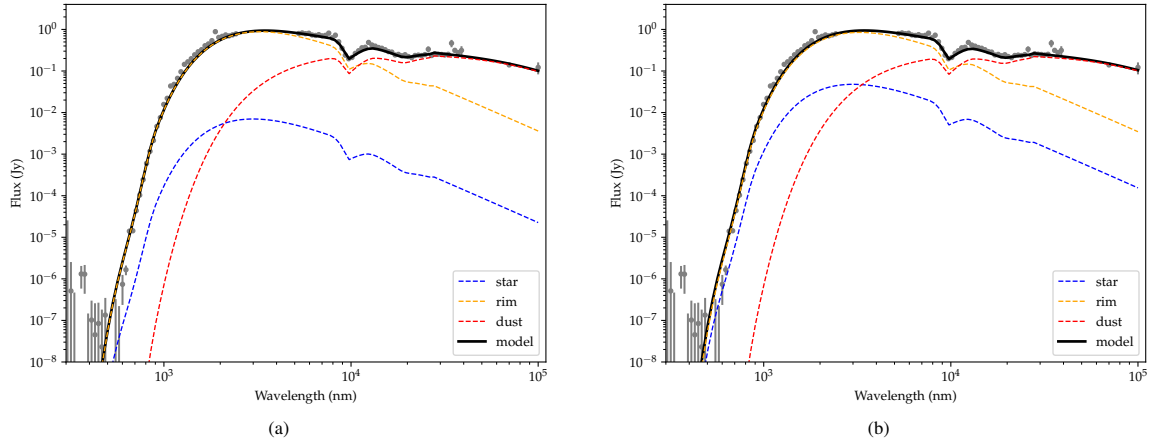 10^0
10^-1
10^-2
10^-3
10^-4
10^-5
10^-6
10^-7
10^-8
Flux (Jy)
10^3
10^4
10^5
Wavelength (nm)
star
rim
dust
model
(a)
10^0
10^-1
10^-2
10^-3
10^-4
10^-5
10^-6
10^-7
10^-8
Flux (Jy)
10^3
10^4
10^5
Wavelength (nm)
star
rim
dust
model
(b)